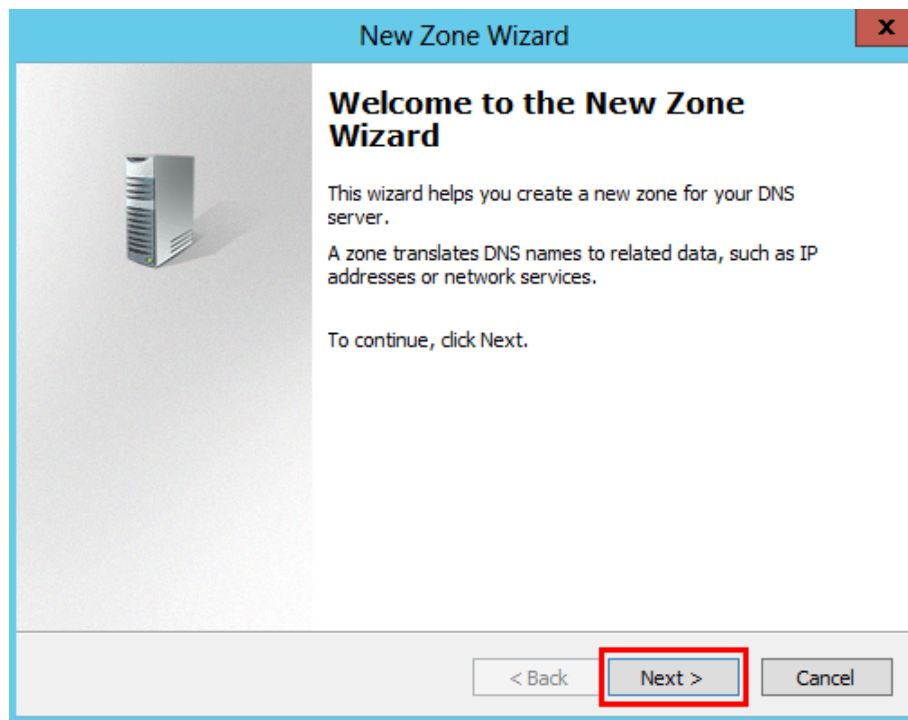 New Zone Wizard
x
Welcome to the New Zone
Wizard
This wizard helps you create a new zone for your DNS
server.
A zone translates DNS names to related data, such as IP
addresses or network services.
To continue, click Next.
< Back Next > Cancel